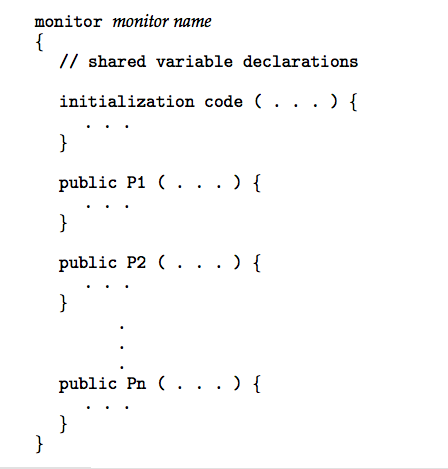 monitor monitor name
{
// shared variable declarations
initialization code ( . . . ) {
. . .
}
public P1 ( . . . ) {
. . .
}
public P2 ( . . . ) {
. . .
}
.
.
.
public Pn ( . . . ) {
. . .
}
}